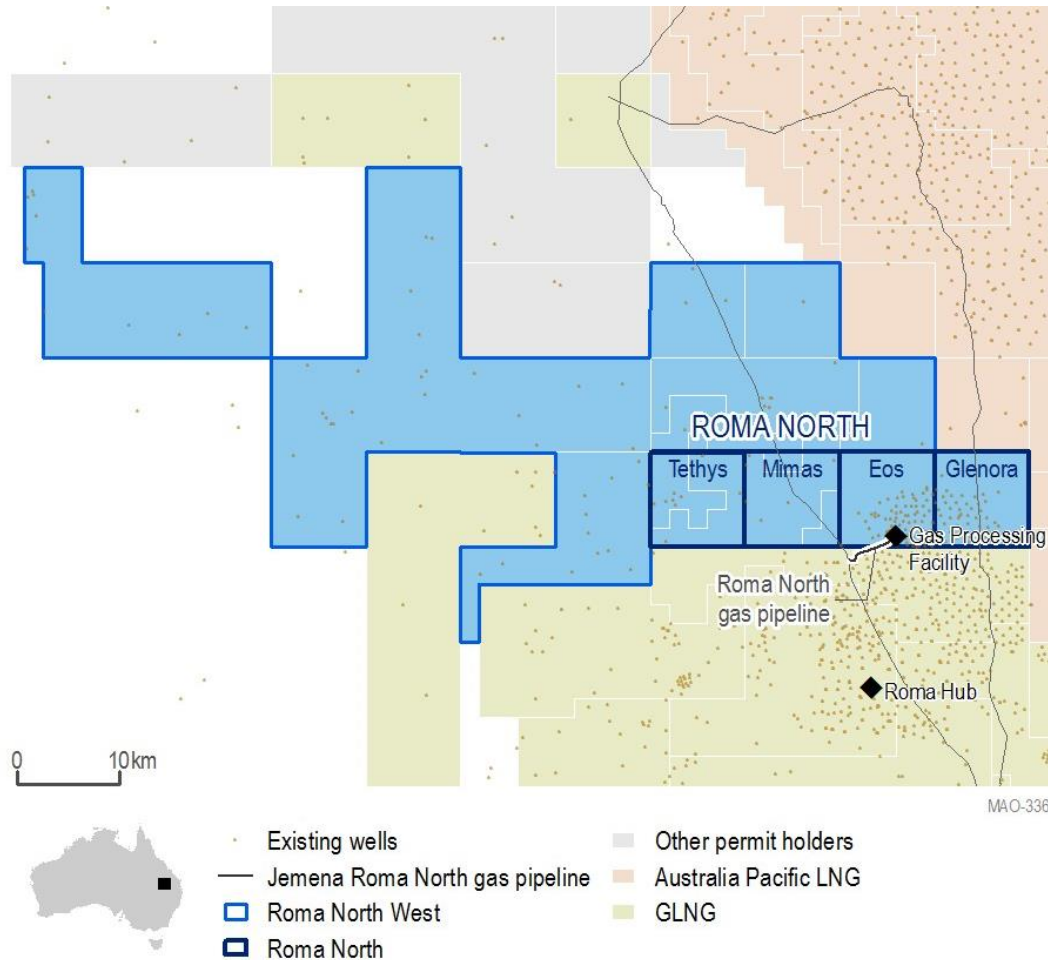 ROMA NORTH
Tethys
Mimas
Eos
Glenora
Gas Processing
Facility
Roma North
gas pipeline
Roma Hub
0
10km
MAO-336
Existing wells
Jemena Roma North gas pipeline
Roma North West
Roma North
Other permit holders
Australia Pacific LNG
GLNG